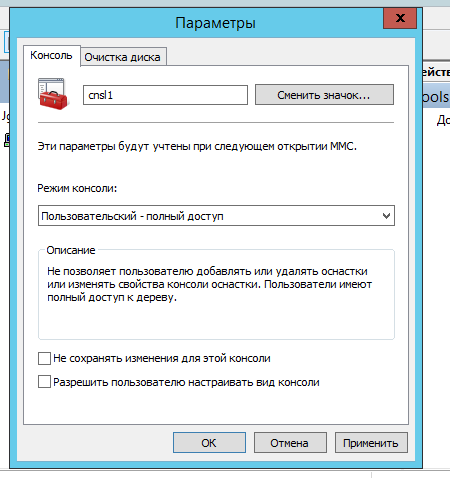 Параметры
Консоль
Очистка диска
cnsl1
Сменить значок...
Эти параметры будут учтены при следующем открытии MMC.
Режим консоли:
Пользовательский - полный доступ
Описание
Не позволяет пользователю добавлять или удалять оснастки
или изменять свойства консоли оснастки. Пользователи имеют
полный доступ к дереву.
Не сохранять изменения для этой консоли
Разрешить пользователю настраивать вид консоли
ОК
Отмена
Применить